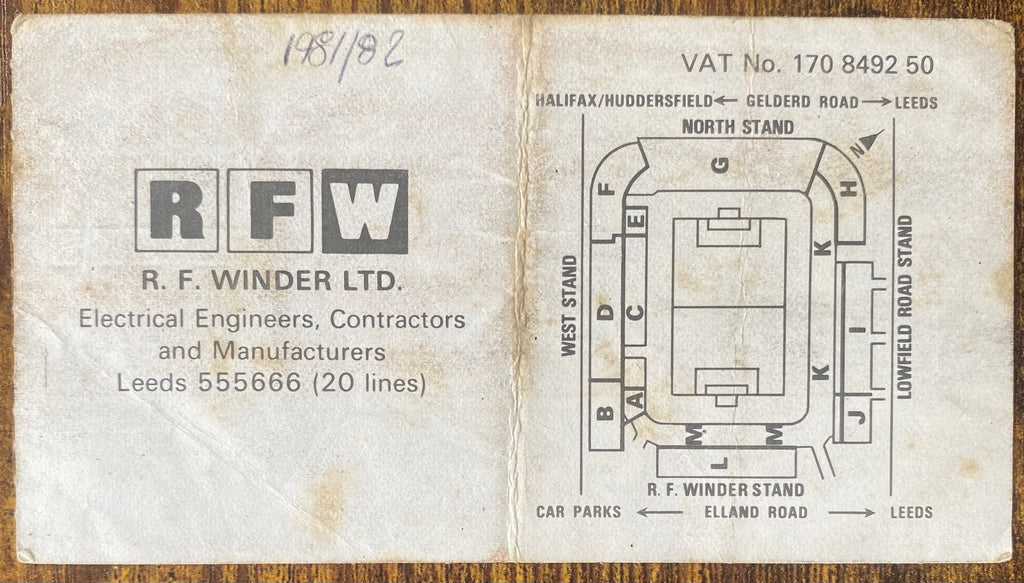 1981/82
RFW
R. F. WINDER LTD.
Electrical Engineers, Contractors
and Manufacturers
Leeds 555666 (20 lines)
VAT No. 170 8492 50
HALIFAX/HUDDERSFIELD ← GELDERD ROAD → LEEDS
NORTH STAND
N
F
G
H
E
K
WEST STAND
D
C
I
LOWFIELD ROAD STAND
K
B
A
J
M
M
L
R. F. WINDER STAND
CAR PARKS ← ELLAND ROAD → LEEDS